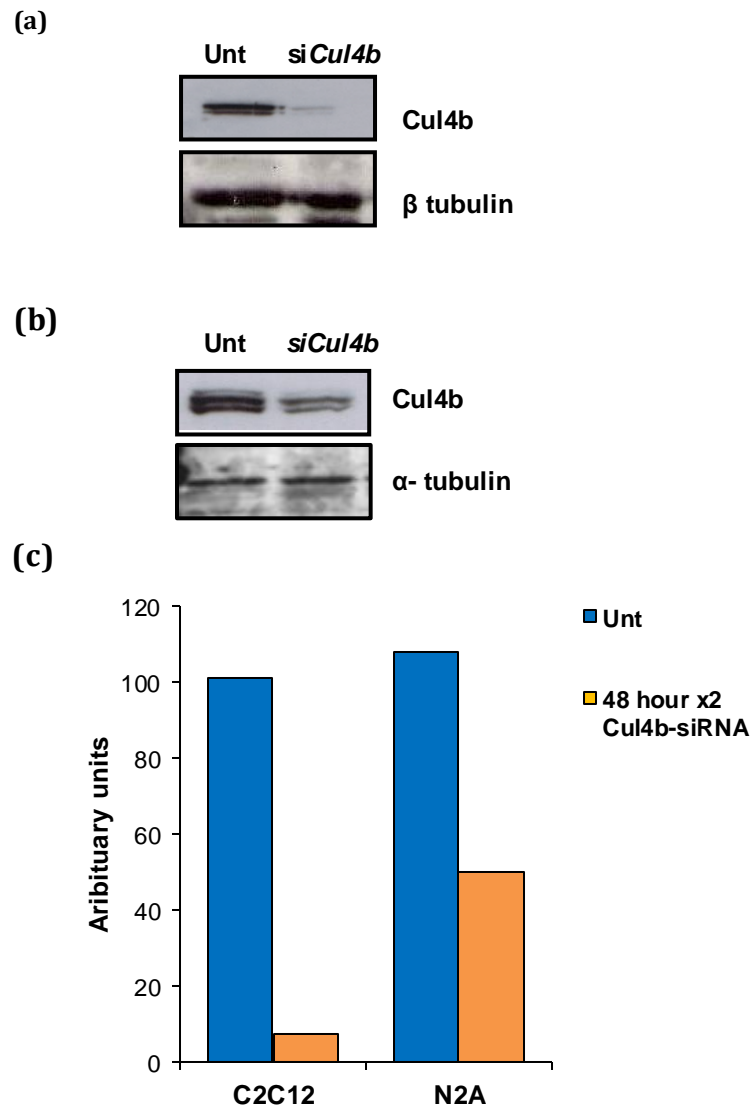 (a)
Unt siCul4b
Cul4b
β tubulin
(b)
Unt siCul4b
Cul4b
α- tubulin
(c)
120
100
80
60
40
20
0
Aribituary units
C2C12 N2A
Unt
48 hour x2
Cul4b-siRNA